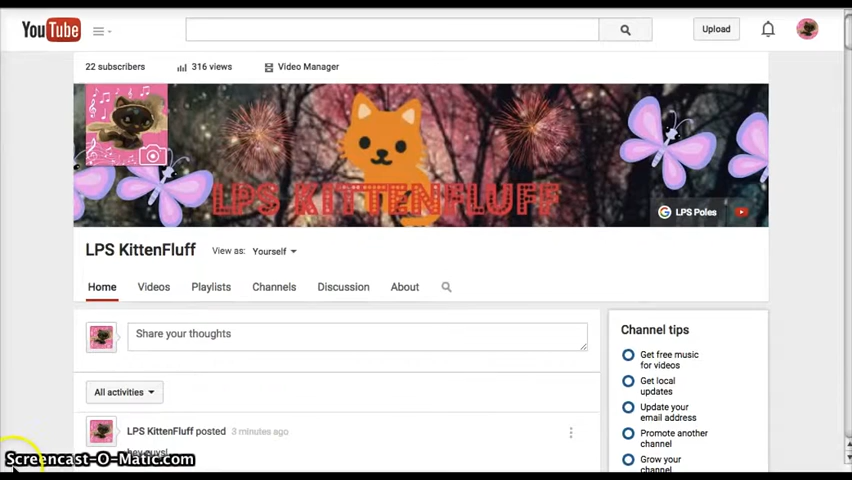 YouTube
Upload
22 subscribers
316 views
Video Manager
LPS KITTENFLUFF
LPS Poles
LPS KittenFluff
View as: Yourself
Home
Videos
Playlists
Channels
Discussion
About
Share your thoughts
Channel tips
Get free music
for videos
Get local
updates
Update your
email address
Promote another
channel
Grow your
channel
All activities
LPS KittenFluff posted 3 minutes ago
hey guys!
Screencast-O-Matic.com